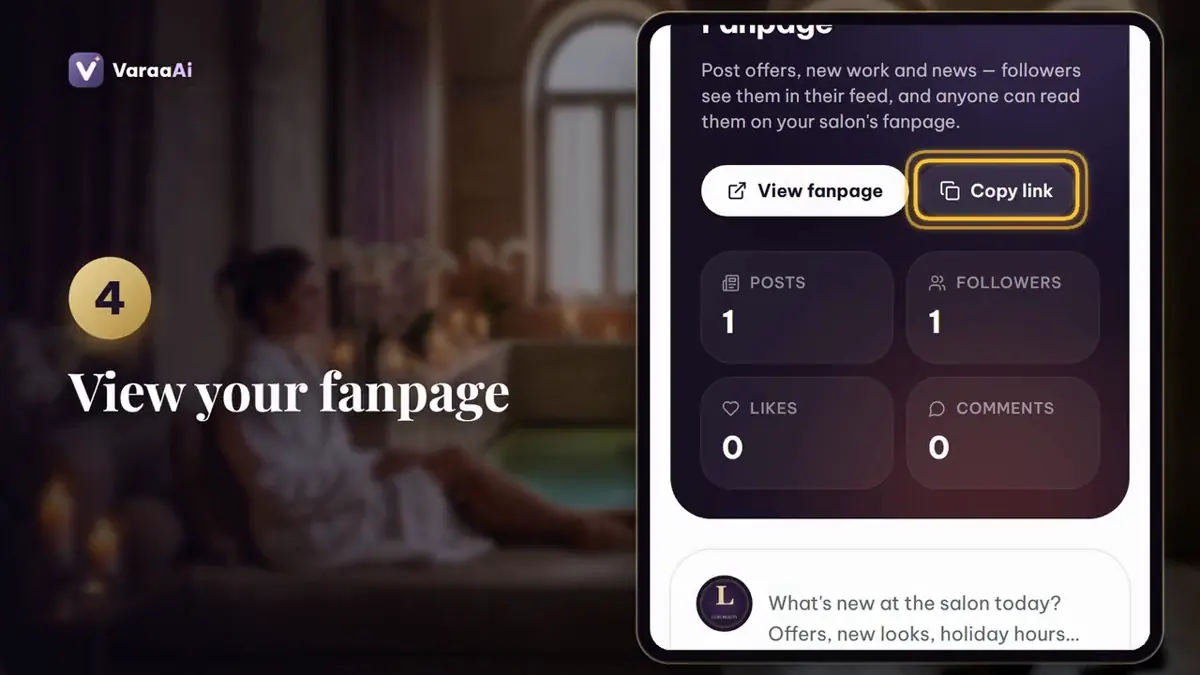 VaraaAi
4
View your fanpage
Fanpage
Post offers, new work and news — followers
see them in their feed, and anyone can read
them on your salon's fanpage.
View fanpage
Copy link
POSTS
1
FOLLOWERS
1
LIKES
0
COMMENTS
0
L
What's new at the salon today?
Offers, new looks, holiday hours...